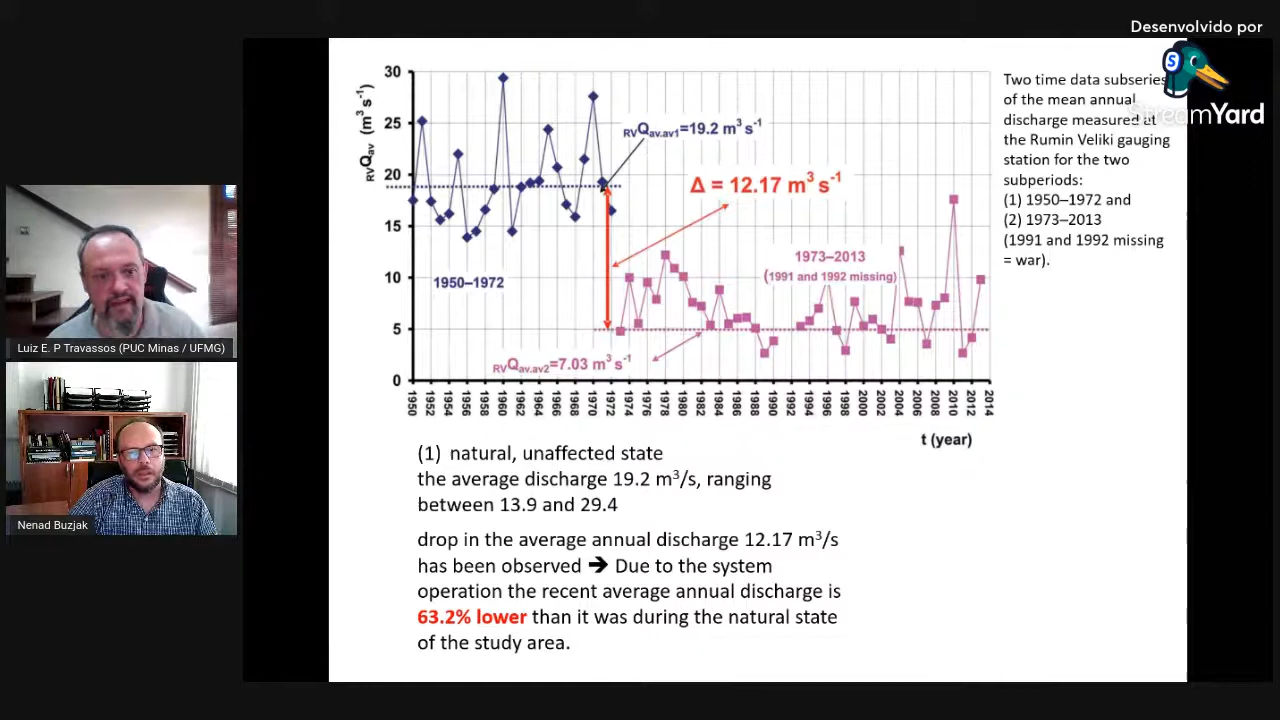 Desenvolvido por
StreamYard
S
30
25
20
15
10
5
0
RVQav (m³ s⁻¹)
RVQav.av1=19.2 m³ s⁻¹
Δ = 12.17 m³ s⁻¹
1950–1972
1973–2013
(1991 and 1992 missing)
RVQav.av2=7.03 m³ s⁻¹
1950 1952 1954 1956 1958 1960 1962 1964 1966 1968 1970 1972 1974 1976 1978 1980 1982 1984 1986 1988 1990 1992 1994 1996 1998 2000 2002 2004 2006 2008 2010 2012 2014
t (year)
Two time data subseries
of the mean annual
discharge measured at
the Rumin Veliki gauging
station for the two
subperiods:
(1) 1950–1972 and
(2) 1973–2013
(1991 and 1992 missing
= war).
(1) natural, unaffected state
the average discharge 19.2 m³/s, ranging
between 13.9 and 29.4
drop in the average annual discharge 12.17 m³/s
has been observed ➔ Due to the system
operation the recent average annual discharge is
63.2% lower than it was during the natural state
of the study area.
Luiz E. P Travassos (PUC Minas / UFMG)
Nenad Buzjak